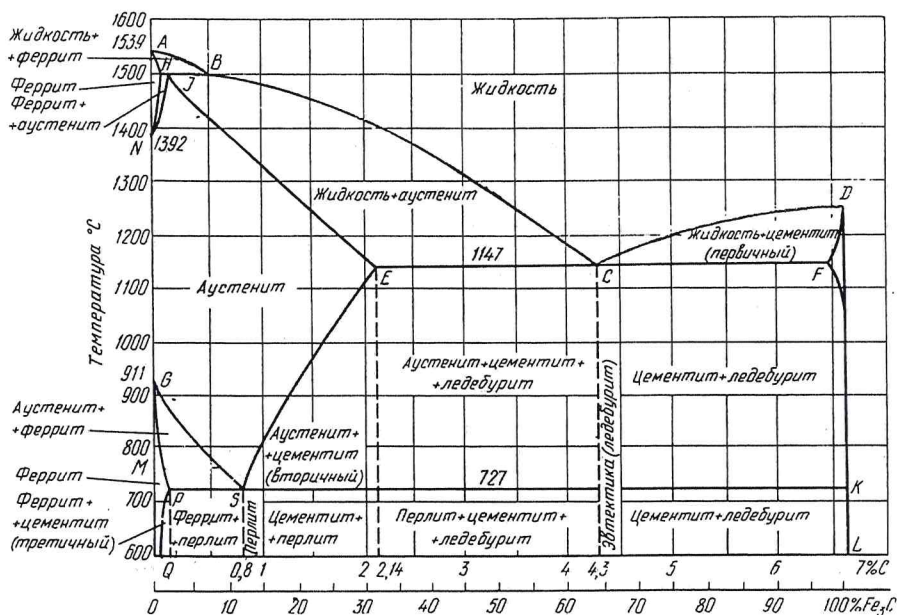 1600
Жидкость+
+феррит
1539
A
H
B
1500
J
Феррит
Жидкость
Феррит+
+аустенит
1400
N
1392
1300
Жидкость+аустенит
D
1200
Жидкость+цементит
(первичный)
1147
E
C
F
Аустенит
1100
Температура °С
1000
Аустенит+цементит+
+ледебурит
Эвтектика (ледебурит)
Цементит+ледебурит
911
G
900
Аустенит+
+феррит
Аустенит+
+цементит
(вторичный)
800
M
727
Феррит
700
P
S
K
Феррит+
+цементит
(третичный)
Феррит+
+перлит
Перлит
Цементит+
+перлит
Перлит+цементит+
+ледебурит
Цементит+ледебурит
600
L
Q
0,8
1
2
2,14
3
4
4,3
5
6
7%C
0
10
20
30
40
50
60
70
80
90
100%Fe₃C